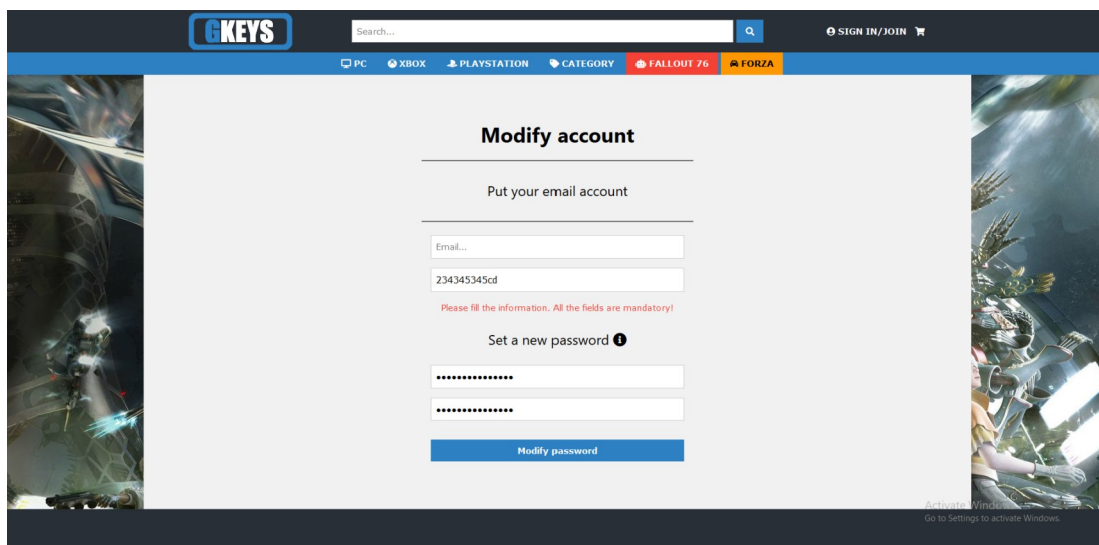 GKEYS
Search...
SIGN IN/JOIN
PC XBOX PLAYSTATION CATEGORY FALLOUT 76 FORZA
Modify account
Put your email account
Email...
234345345cd
Please fill the information. All the fields are mandatory!
Set a new password
•••••••••••••••
•••••••••••••••
Modify password
Activate Windows
Go to Settings to activate Windows.